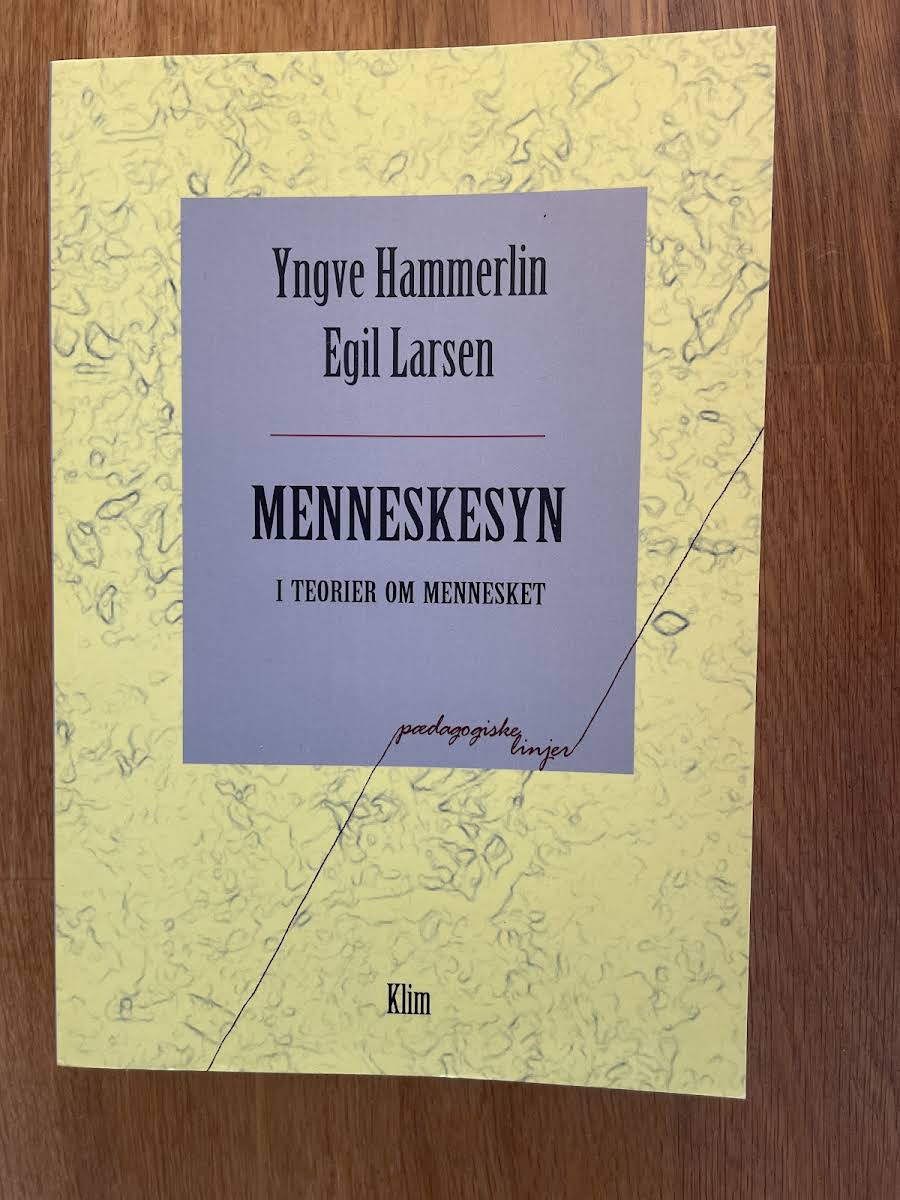 Yngve Hammerlin
Egil Larsen
MENNESKESYN
I TEORIER OM MENNESKET
pædagogiske
linjer
Klim